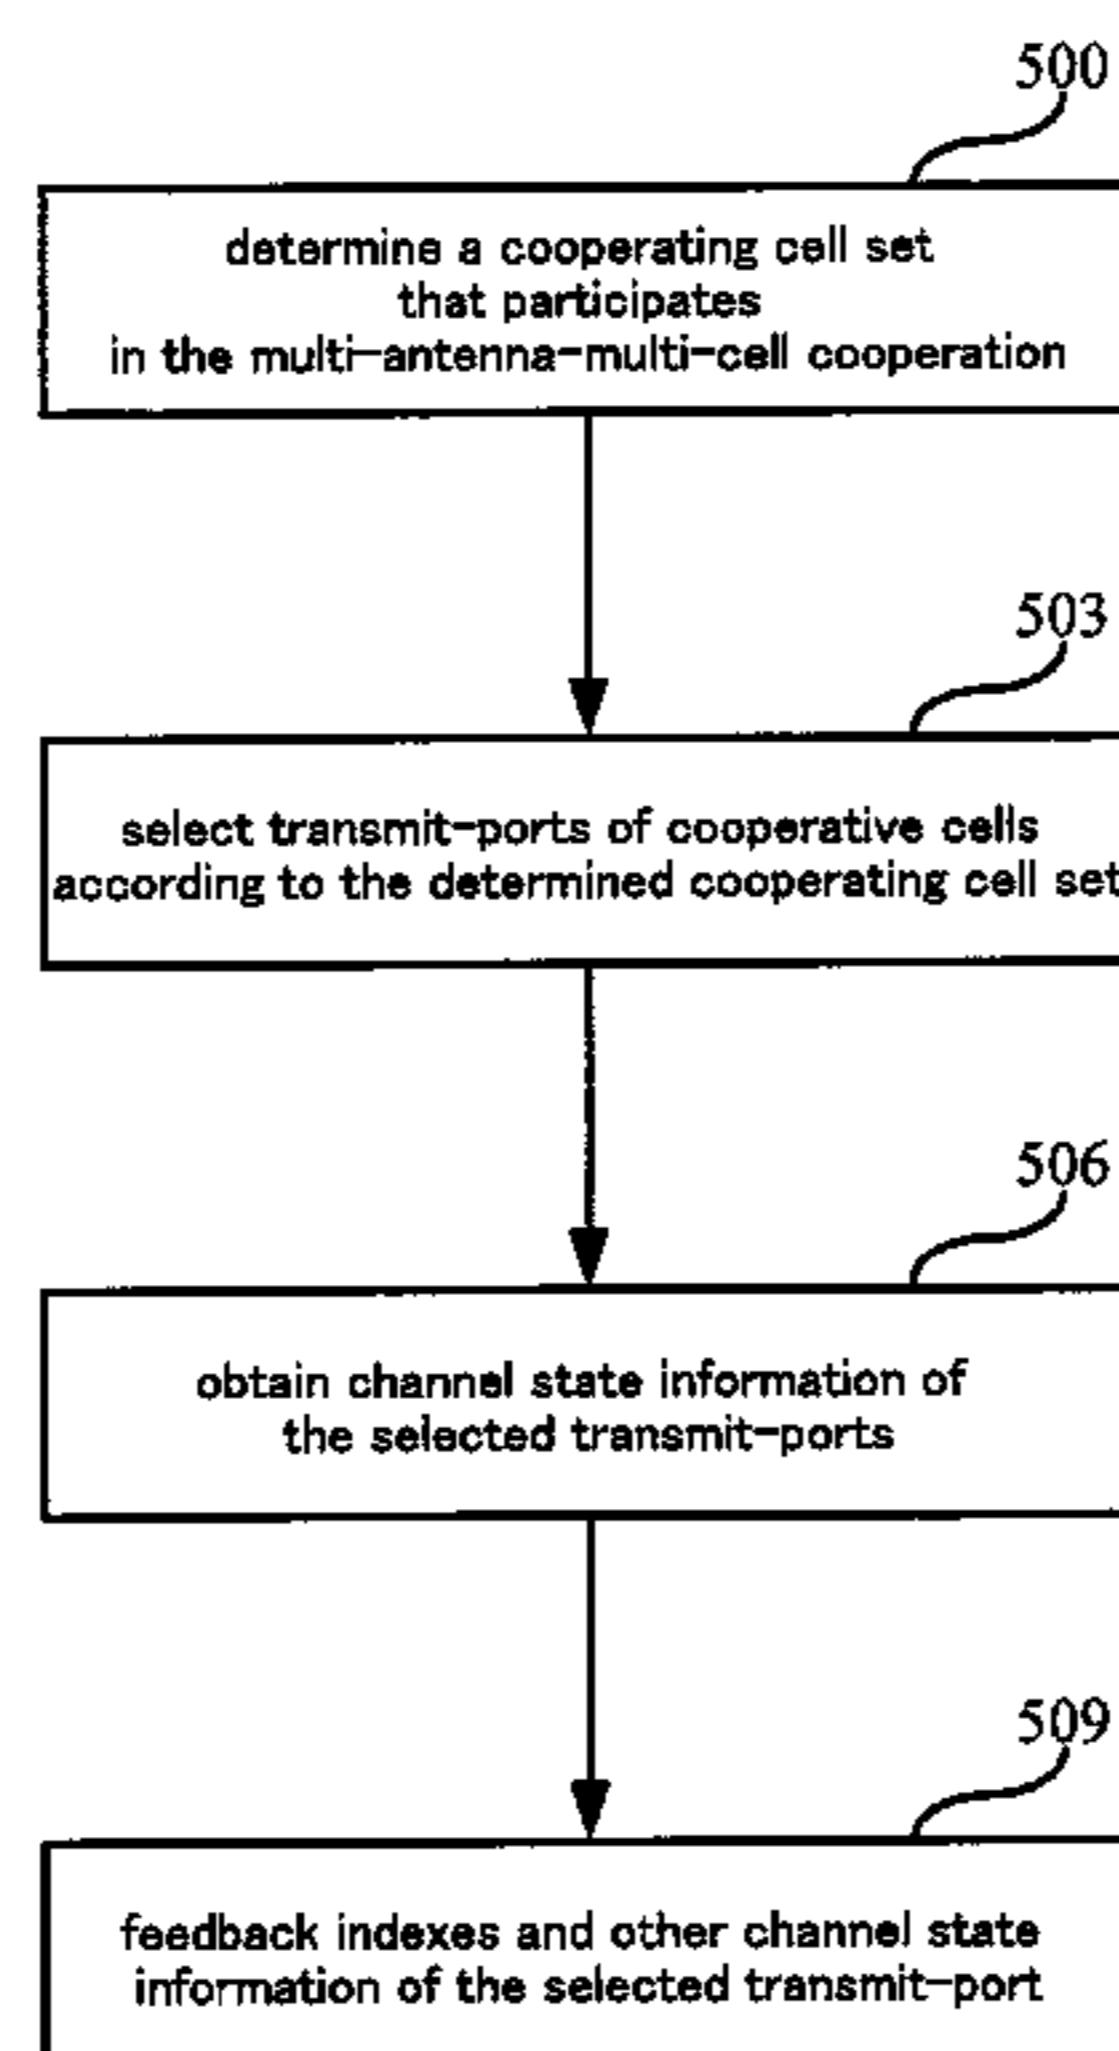 500
determine a cooperating cell set
that participates
in the multi-antenna-multi-cell cooperation
503
select transmit-ports of cooperative cells
according to the determined cooperating cell set
506
obtain channel state information of
the selected transmit-ports
509
feedback indexes and other channel state
information of the selected transmit-port